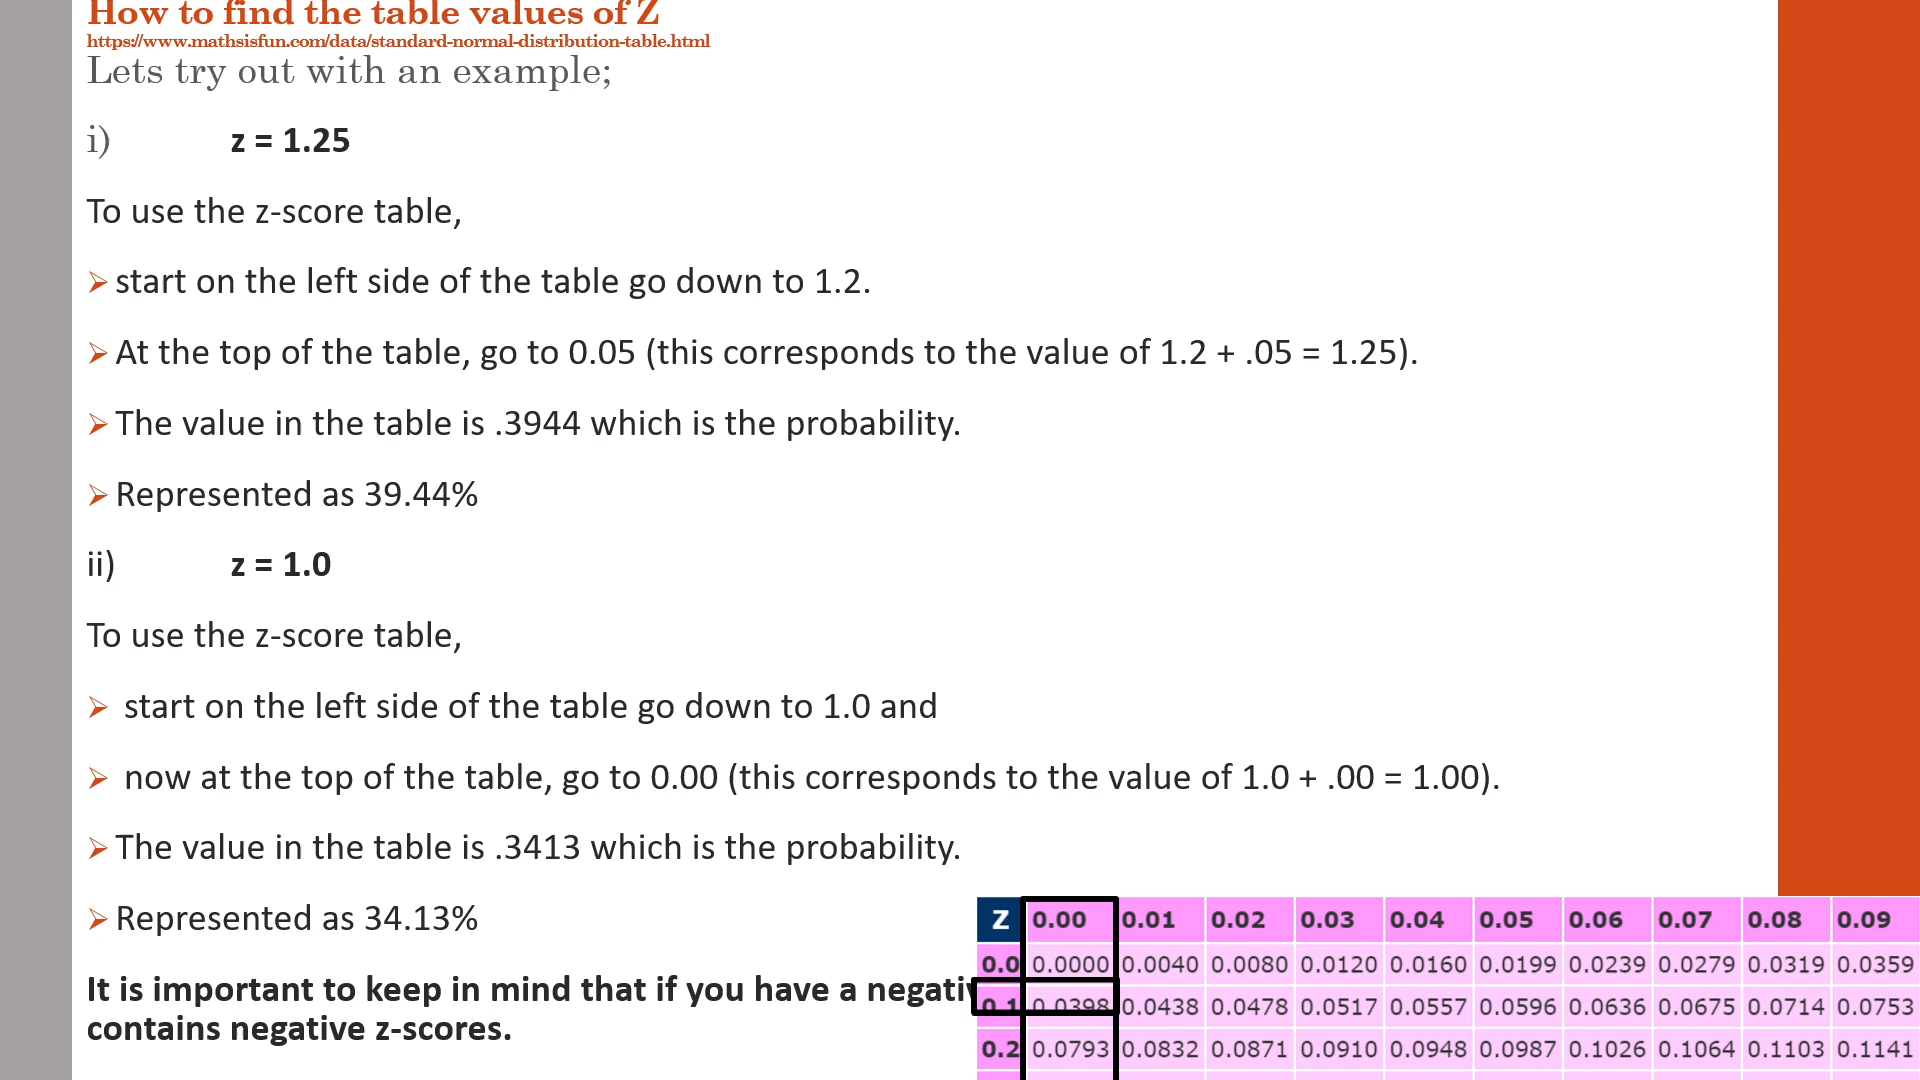 How to find the table values of Z
https://www.mathsisfun.com/data/standard-normal-distribution-table.html
Lets try out with an example;
i) z = 1.25
To use the z-score table,
start on the left side of the table go down to 1.2.
At the top of the table, go to 0.05 (this corresponds to the value of 1.2 + .05 = 1.25).
The value in the table is .3944 which is the probability.
Represented as 39.44%
ii) z = 1.0
To use the z-score table,
start on the left side of the table go down to 1.0 and
now at the top of the table, go to 0.00 (this corresponds to the value of 1.0 + .00 = 1.00).
The value in the table is .3413 which is the probability.
Represented as 34.13%
It is important to keep in mind that if you have a
contains negative z-scores.
Z 0.00 0.01 0.02 0.03 0.04 0.05 0.06 0.07 0.08 0.09
0.0 0.0000 0.0040 0.0080 0.0120 0.0160 0.0199 0.0239 0.0279 0.0319 0.0359
0.1 0.0398 0.0438 0.0478 0.0517 0.0557 0.0596 0.0636 0.0675 0.0714 0.0753
0.2 0.0793 0.0832 0.0871 0.0910 0.0948 0.0987 0.1026 0.1064 0.1103 0.1141